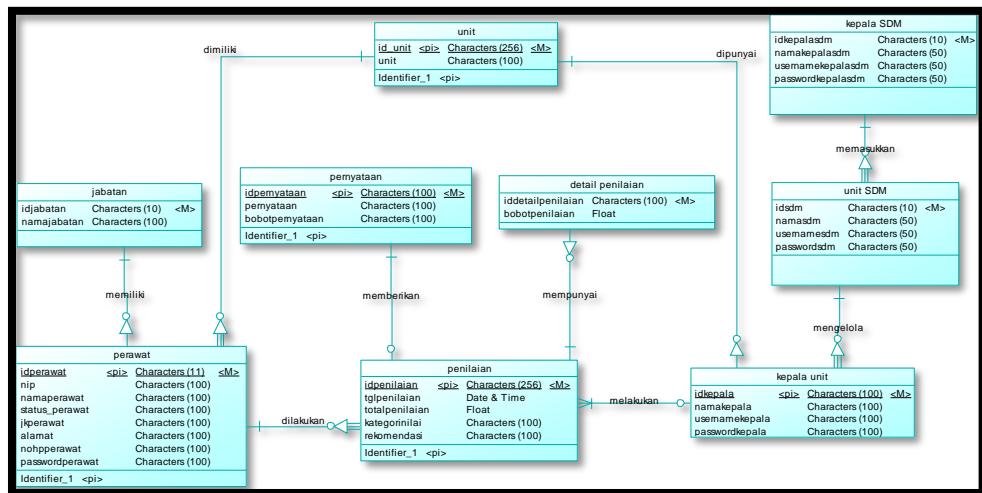 unit
id_unit <pi> Characters (256) <M>
unit Characters (100)
Identifier_1 <pi>
kepala SDM
idkepalasdm Characters (10) <M>
namakepalasdm Characters (50)
usernamekepalasdm Characters (50)
passwordkepalasdm Characters (50)
dimiliki
dipunyai
memasukkan
jabatan
idjabatan Characters (10) <M>
namajabatan Characters (100)
pernyataan
idpernyataan <pi> Characters (100) <M>
pernyataan Characters (100)
bobotpernyataan Characters (100)
Identifier_1 <pi>
detail penilaian
iddetailpenilaian Characters (100) <M>
bobotpenilaian Float
unit SDM
idsdm Characters (10) <M>
namasdm Characters (50)
usernamesdm Characters (50)
passwordsdm Characters (50)
memiliki
memberikan
mempunyai
mengelola
perawat
idperawat <pi> Characters (11) <M>
nip Characters (100)
namaperawat Characters (100)
status_perawat Characters (100)
jkperawat Characters (100)
alamat Characters (100)
nohpperawat Characters (100)
passwordperawat Characters (100)
Identifier_1 <pi>
dilakukan
penilaian
idpenilaian <pi> Characters (256) <M>
tglpenilaian Date & Time
totalpenilaian Float
kategorinilai Characters (100)
rekomendasi Characters (100)
Identifier_1 <pi>
melakukan
kepala unit
idkepala <pi> Characters (100) <M>
namakepala Characters (100)
usernamekepala Characters (100)
passwordkepala Characters (100)